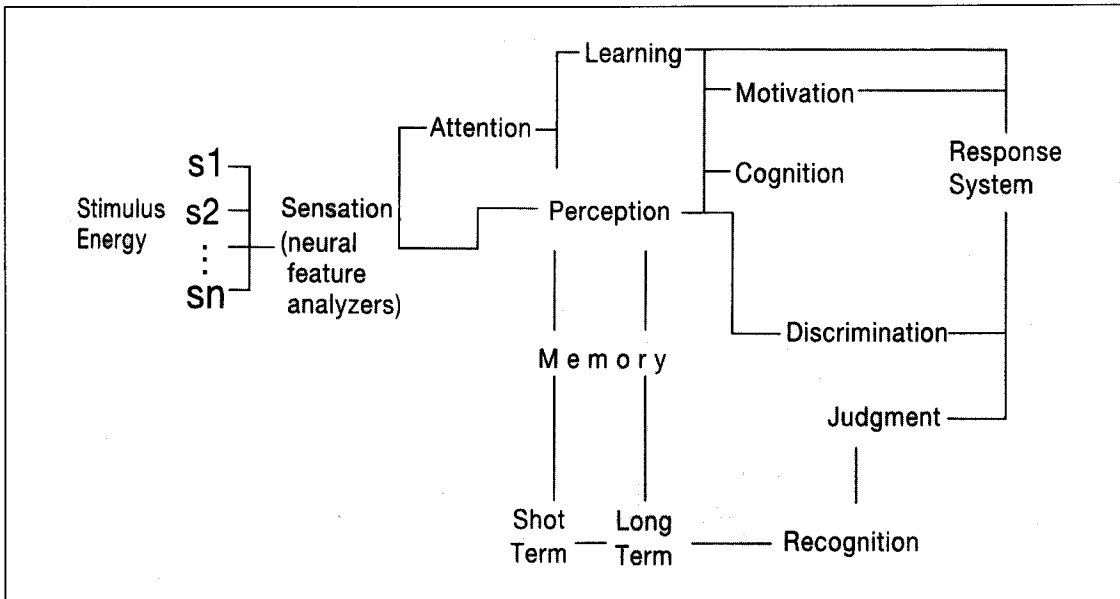 Learning
Motivation
Attention
Response
System
s1
Cognition
Stimulus
Energy
s2
Sensation
Perception
(neural
feature
analyzers)
sn
Discrimination
Memory
Judgment
Shot
Term
Long
Term
Recognition